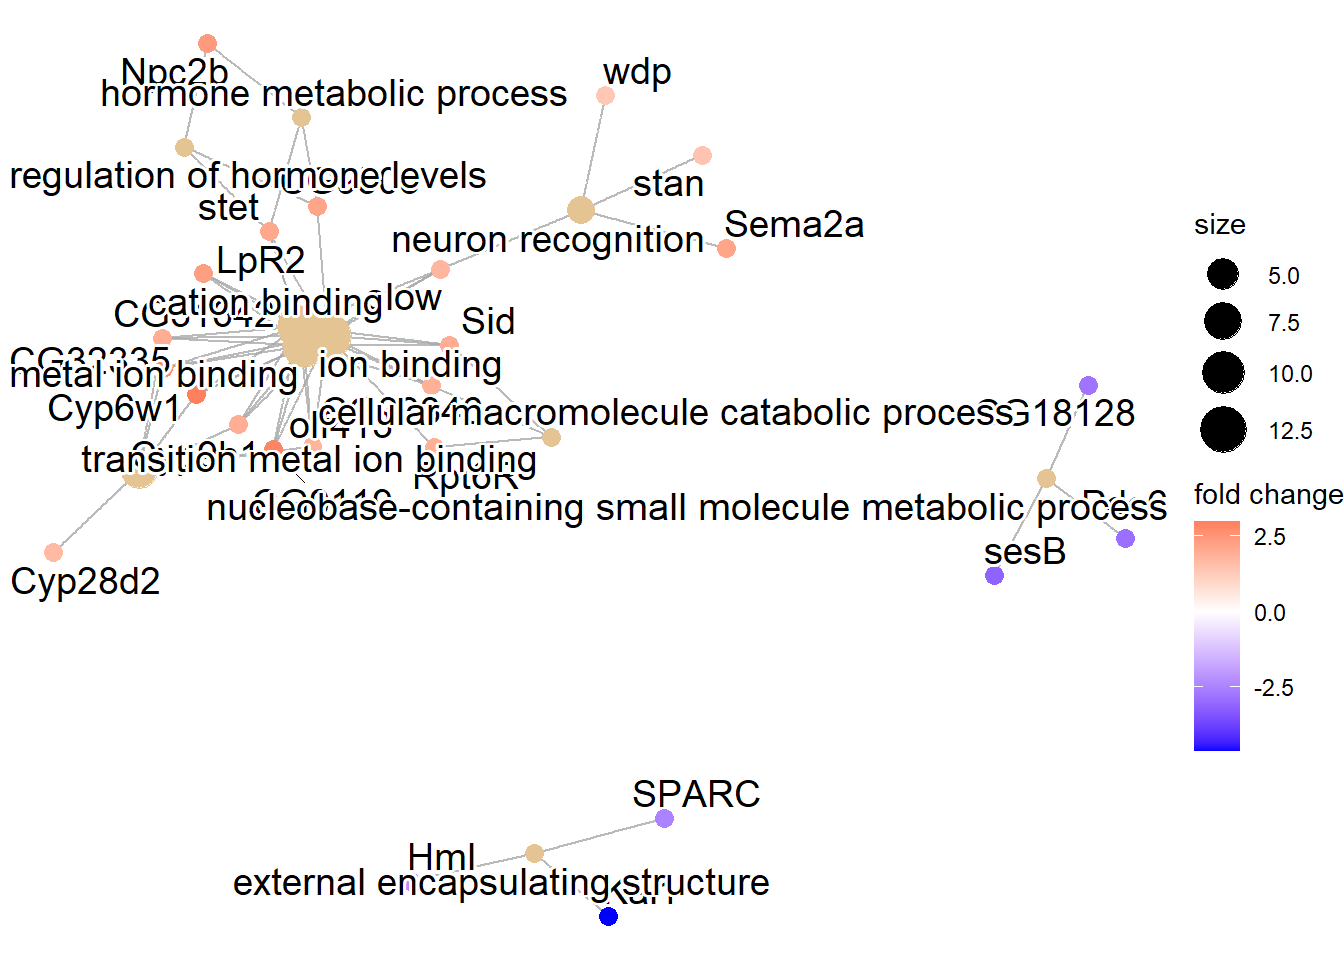 Npc2b
wdp
hormone metabolic process
regulation of hormone levels
stan
stet
Sema2a
neuron recognition
LpR2
cation binding
Sid
metal ion binding
ion binding
Cyp6w1
cellular macromolecule catabolic process
CG18128
transition metal ion binding
RptoR
nucleobase-containing small molecule metabolic process
sesB
Cyp28d2
SPARC
Hml
external encapsulating structure
size
5.0
7.5
10.0
12.5
fold change
2.5
0.0
-2.5